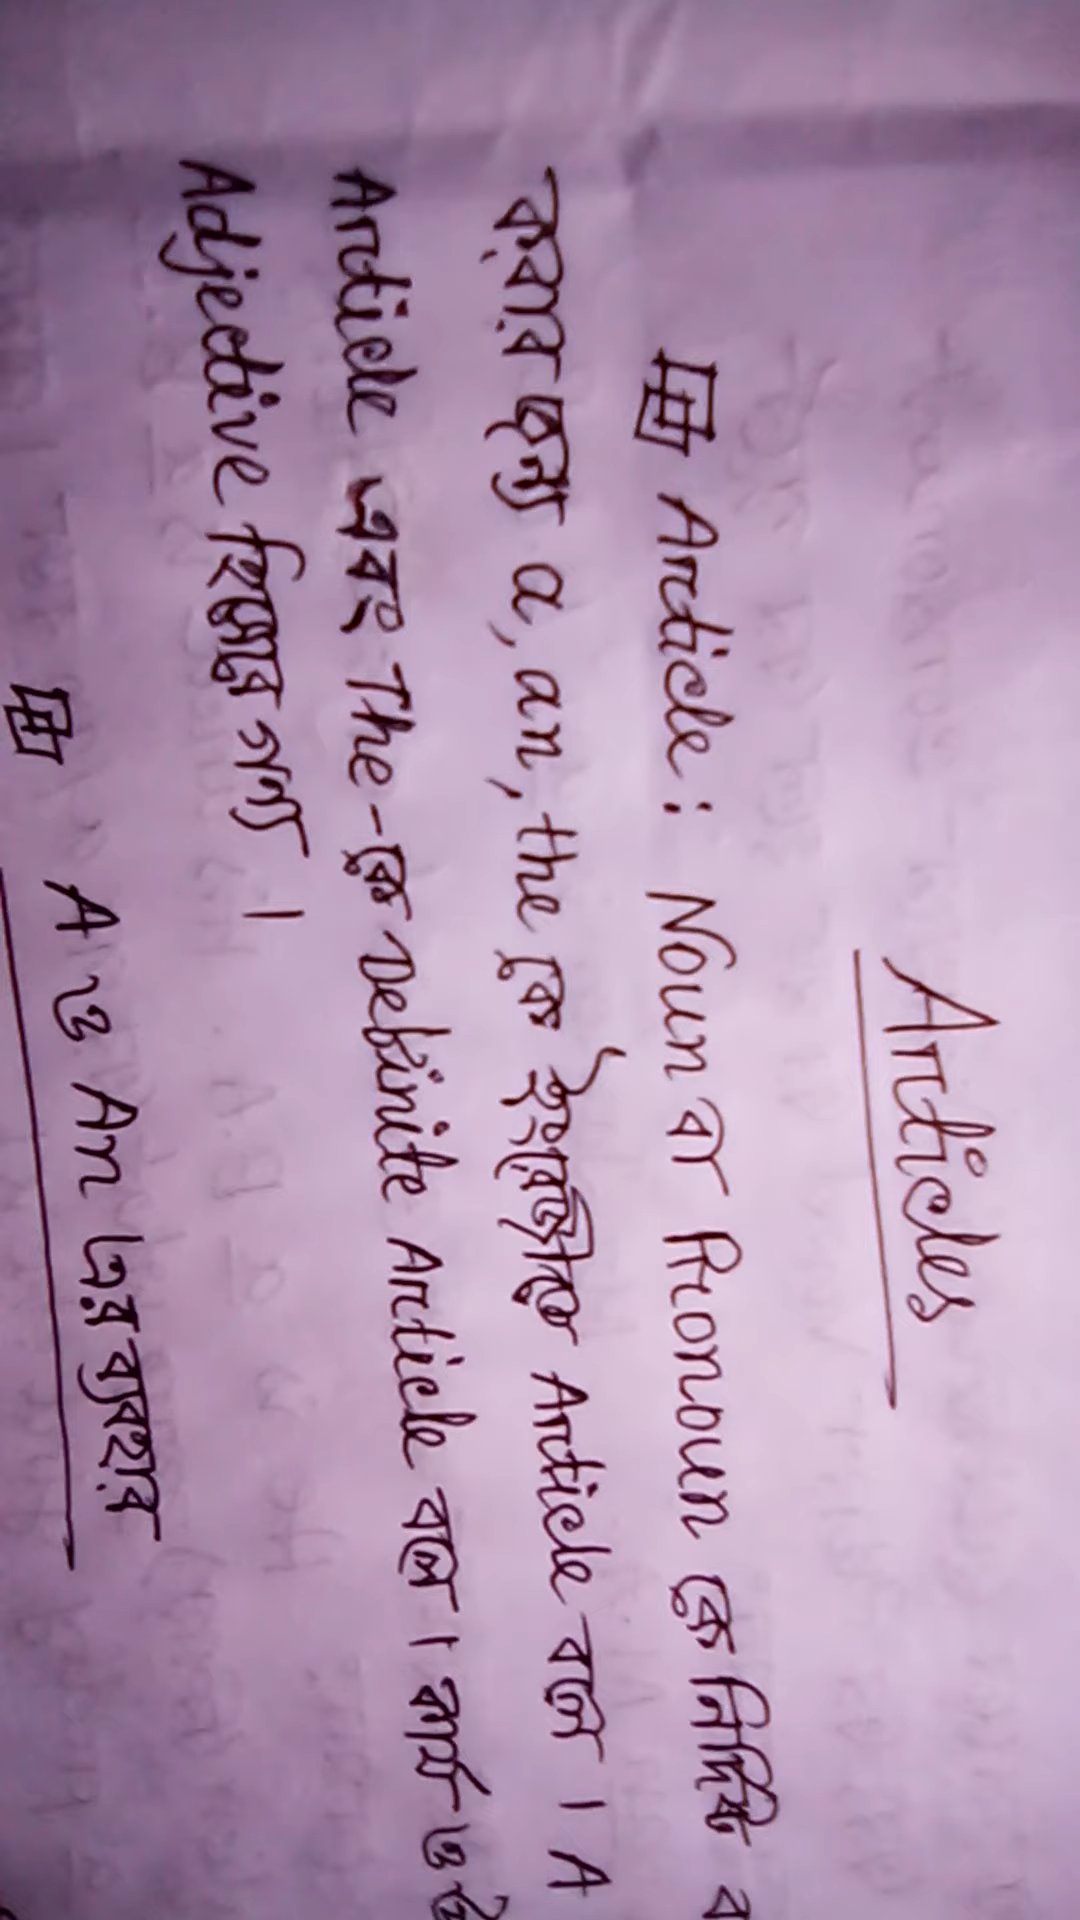 Articles
Article : Noun বা Pronoun কে নির্দিষ্ট
করার জন্য a, an, the কে ইংরেজীতে Article বলে । A
Article এবং The-কে Definite Article বলে । কার্য ও
Adjective হিসেবে গণ্য ।
A ও An এর ব্যবহার